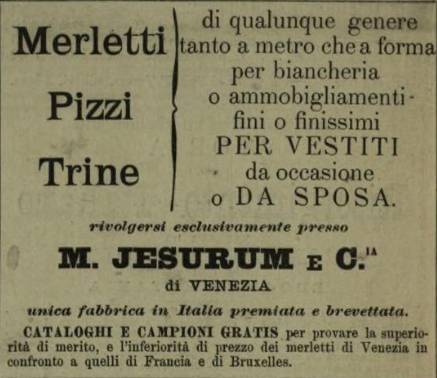 Merletti
Pizzi
Trine
di qualunque genere
tanto a metro che a forma
per biancheria
o ammobigliamenti-
fini o finissimi
PER VESTITI
da occasione
o DA SPOSA.
rivolgersi esclusivamente presso
M. JESURUM E C.IA
di VENEZIA
unica fabbrica in Italia premiata e brevettata.
CATALOGHI E CAMPIONI GRATIS per provare la superio-
rità di merito, e l'inferiorità di prezzo dei merletti di Venezia in
confronto a quelli di Francia e di Bruxelles.